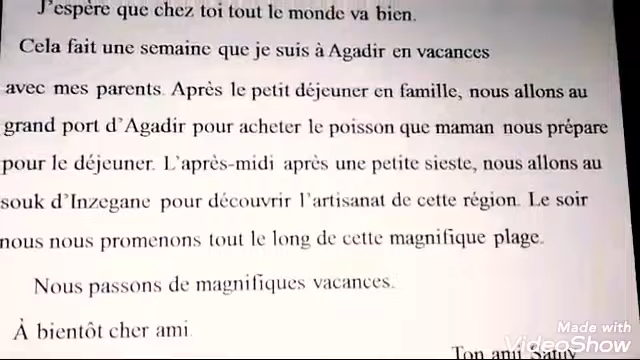 J'espère que chez toi tout le monde va bien.
Cela fait une semaine que je suis à Agadir en vacances
avec mes parents. Après le petit déjeuner en famille, nous allons au
grand port d'Agadir pour acheter le poisson que maman nous prépare
pour le déjeuner. L'après-midi après une petite sieste, nous allons au
souk d'Inzegane pour découvrir l'artisanat de cette région. Le soir
nous nous promenons tout le long de cette magnifique plage.
Nous passons de magnifiques vacances.
À bientôt cher ami.
Ton ami
Made with
VideoShow